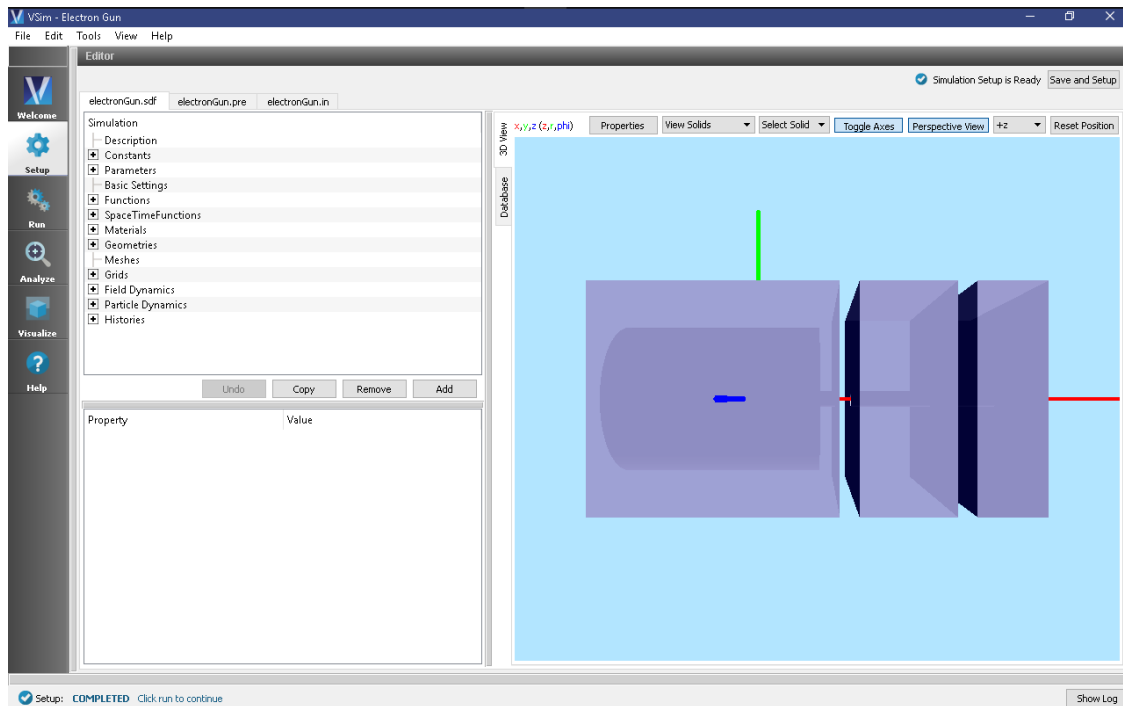 VSim - Electron Gun
File Edit Tools View Help
Editor
Simulation Setup is Ready Save and Setup
Welcome
Setup
Run
Analyze
Visualize
Help
electronGun.sdf electronGun.pre electronGun.in
Simulation
Description
Constants
Parameters
Basic Settings
Functions
SpaceTimeFunctions
Materials
Geometries
Meshes
Grids
Field Dynamics
Particle Dynamics
Histories
Undo Copy Remove Add
Property Value
3D View
Database
x,y,z (z,r,phi) Properties View Solids Select Solid Toggle Axes Perspective View +z Reset Position
Setup: COMPLETED Click run to continue Show Log